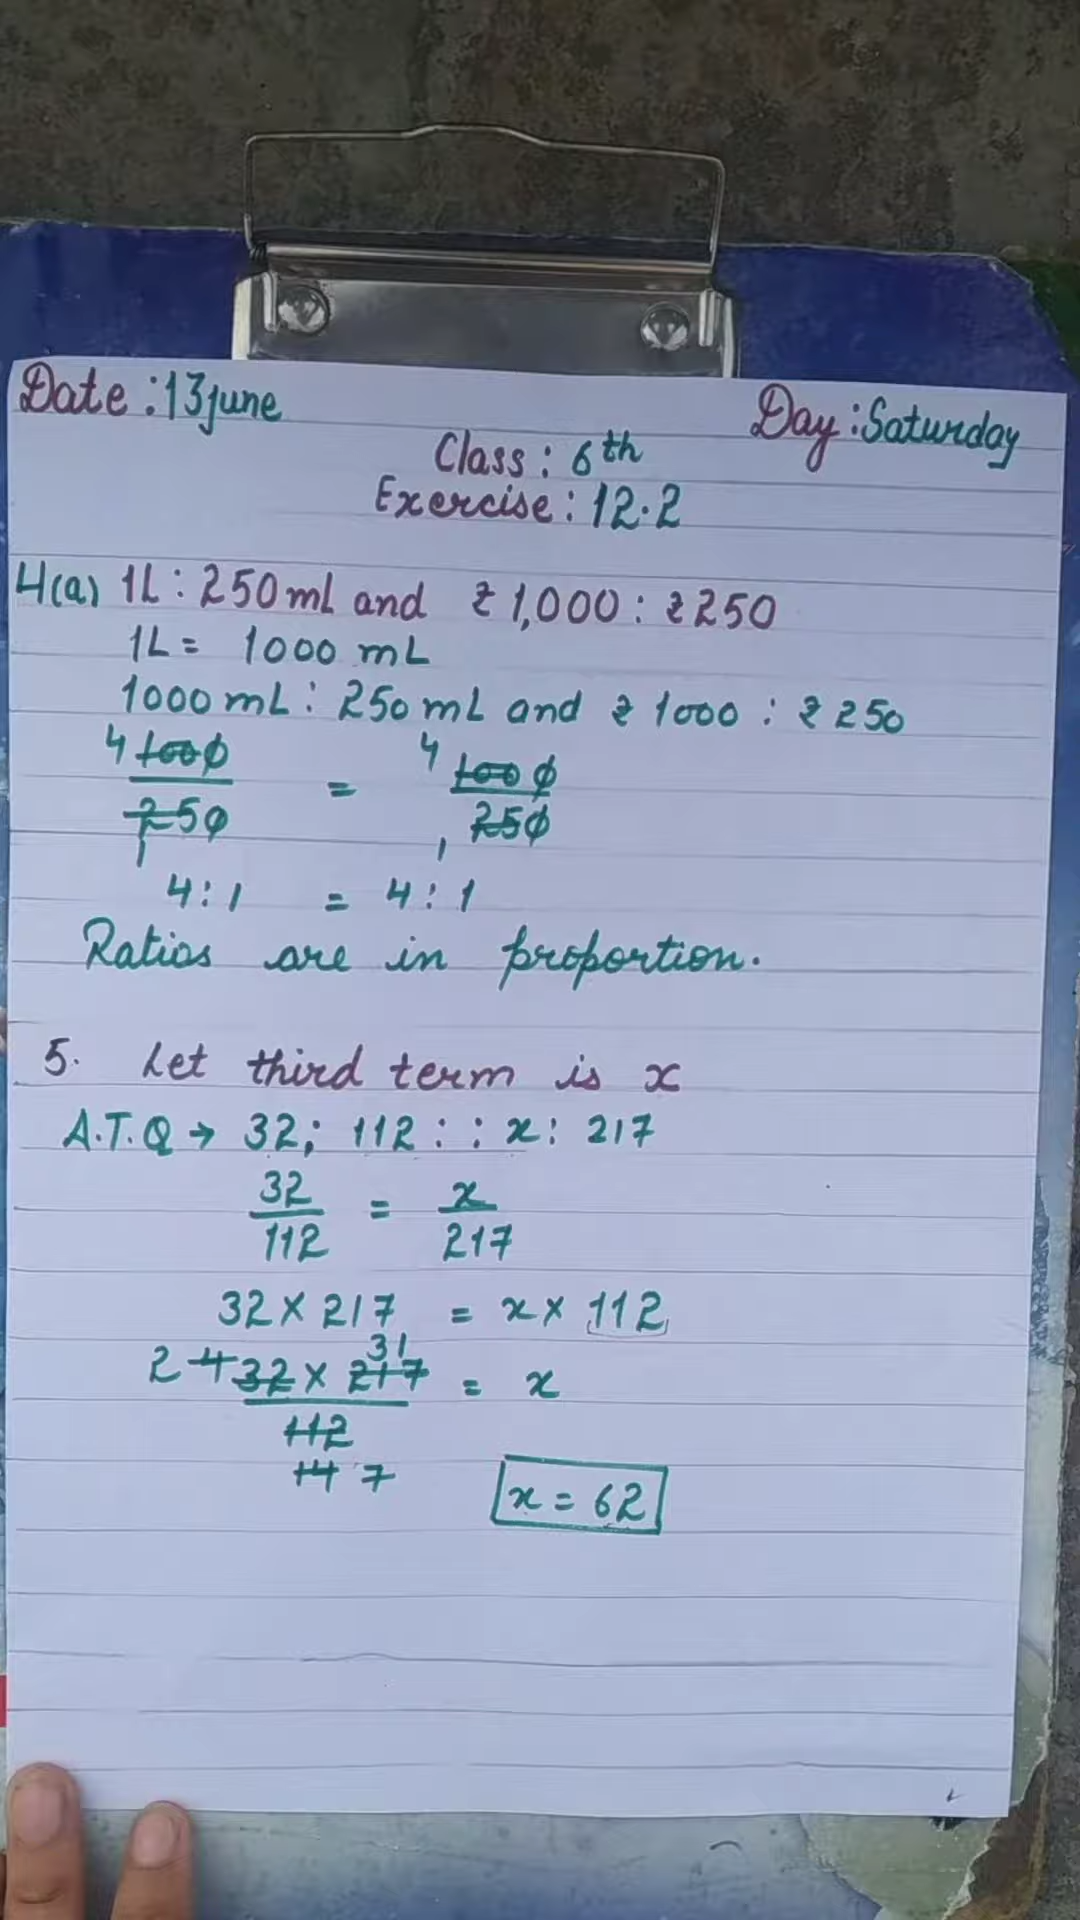 Date : 13 june
Day : Saturday
Class : 6th
Exercise : 12.2
4(a) 1L : 250 mL and ₹ 1,000 : ₹ 250
1L = 1000 mL
1000 mL : 250 mL and ₹ 1000 : ₹ 250
4 1000 4 1000
=
250 250
1 1
4 : 1 = 4 : 1
Ratios are in proportion.
5. Let third term is x
A.T.Q → 32 ; 112 : : x : 217
32 = x
112 217
32 × 217 = x × 112
31
2 4 32 × 217 = x
112
14 7
x = 62